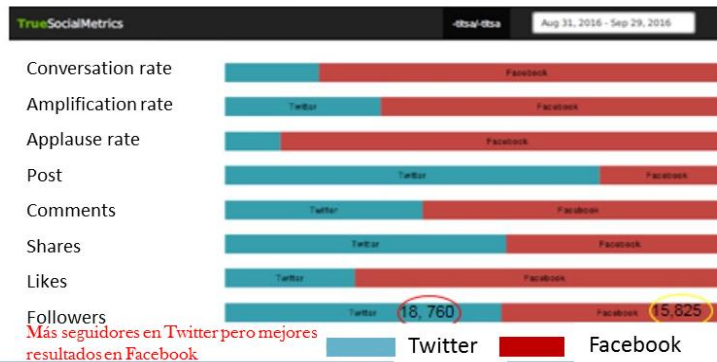 TrueSocialMetrics
-titsa/-titsa
Aug 31, 2016 - Sep 29, 2016
Conversation rate
Facebook
Amplification rate
Twitter Facebook
Applause rate
Facebook
Post
Twitter Facebook
Comments
Twitter Facebook
Shares
Twitter Facebook
Likes
Twitter Facebook
Followers
Twitter 18, 760 Facebook 15,825
Más seguidores en Twitter pero mejores
resultados en Facebook
Twitter Facebook